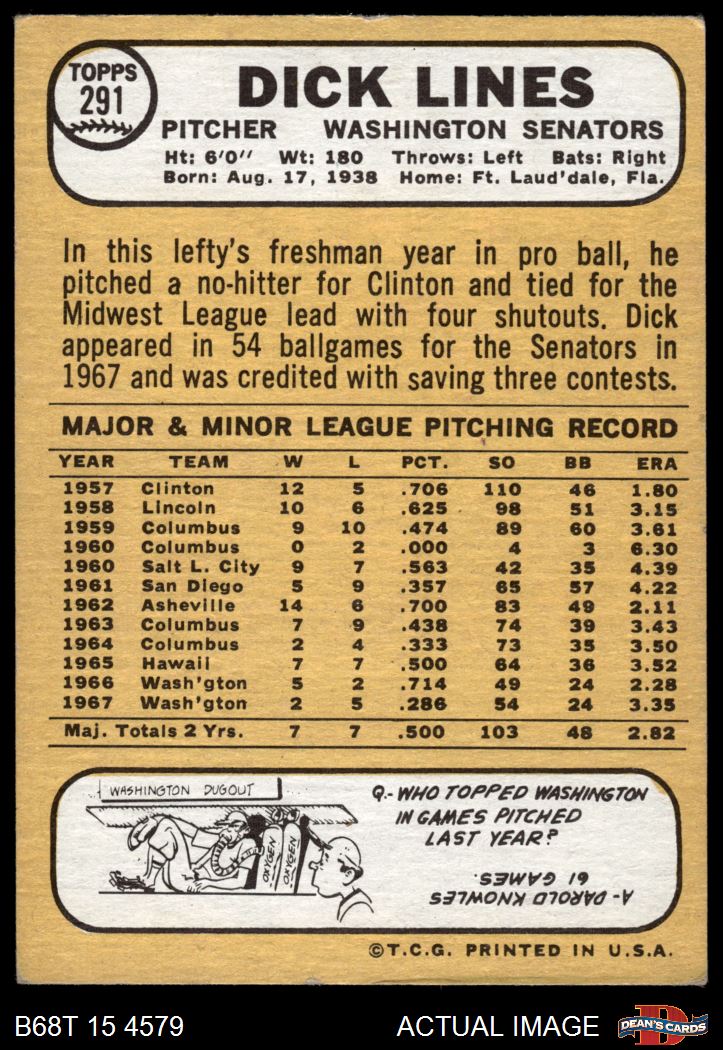 TOPPS
291
DICK LINES
PITCHER WASHINGTON SENATORS
Ht: 6'0" Wt: 180 Throws: Left Bats: Right
Born: Aug. 17, 1938 Home: Ft. Laud'dale, Fla.
In this lefty's freshman year in pro ball, he
pitched a no-hitter for Clinton and tied for the
Midwest League lead with four shutouts. Dick
appeared in 54 ballgames for the Senators in
1967 and was credited with saving three contests.
MAJOR & MINOR LEAGUE PITCHING RECORD
YEAR TEAM W L PCT. SO BB ERA
1957 Clinton 12 5 .706 110 46 1.80
1958 Lincoln 10 6 .625 98 51 3.15
1959 Columbus 9 10 .474 89 60 3.61
1960 Columbus 0 2 .000 4 3 6.30
1960 Salt L. City 9 7 .563 42 35 4.39
1961 San Diego 5 9 .357 65 57 4.22
1962 Asheville 14 6 .700 83 49 2.11
1963 Columbus 7 9 .438 74 39 3.43
1964 Columbus 2 4 .333 73 35 3.50
1965 Hawaii 7 7 .500 64 36 3.52
1966 Wash'gton 5 2 .714 49 24 2.28
1967 Wash'gton 2 5 .286 54 24 3.35
Maj. Totals 2 Yrs. 7 7 .500 103 48 2.82
WASHINGTON DUGOUT
OXYGEN
OXYGEN
Q.- WHO TOPPED WASHINGTON
IN GAMES PITCHED
LAST YEAR?
A- DAROLD KNOWLES
61 GAMES.
©T.C.G. PRINTED IN U.S.A.
B68T 15 4579
ACTUAL IMAGE
D
DEAN'S CARDS